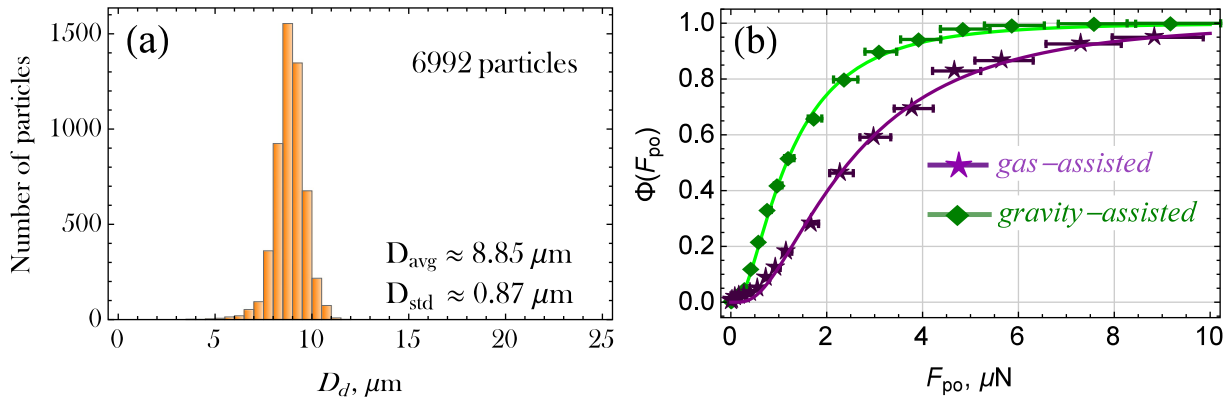 (a)
6992 particles
D_avg ≈ 8.85 μm
D_std ≈ 0.87 μm
Number of particles
1500
1000
500
0
0 5 10 15 20 25
D_d, μm
(b)
gas-assisted
gravity-assisted
Φ(F_po)
1.0
0.8
0.6
0.4
0.2
0.0
0 2 4 6 8 10
F_po, μN